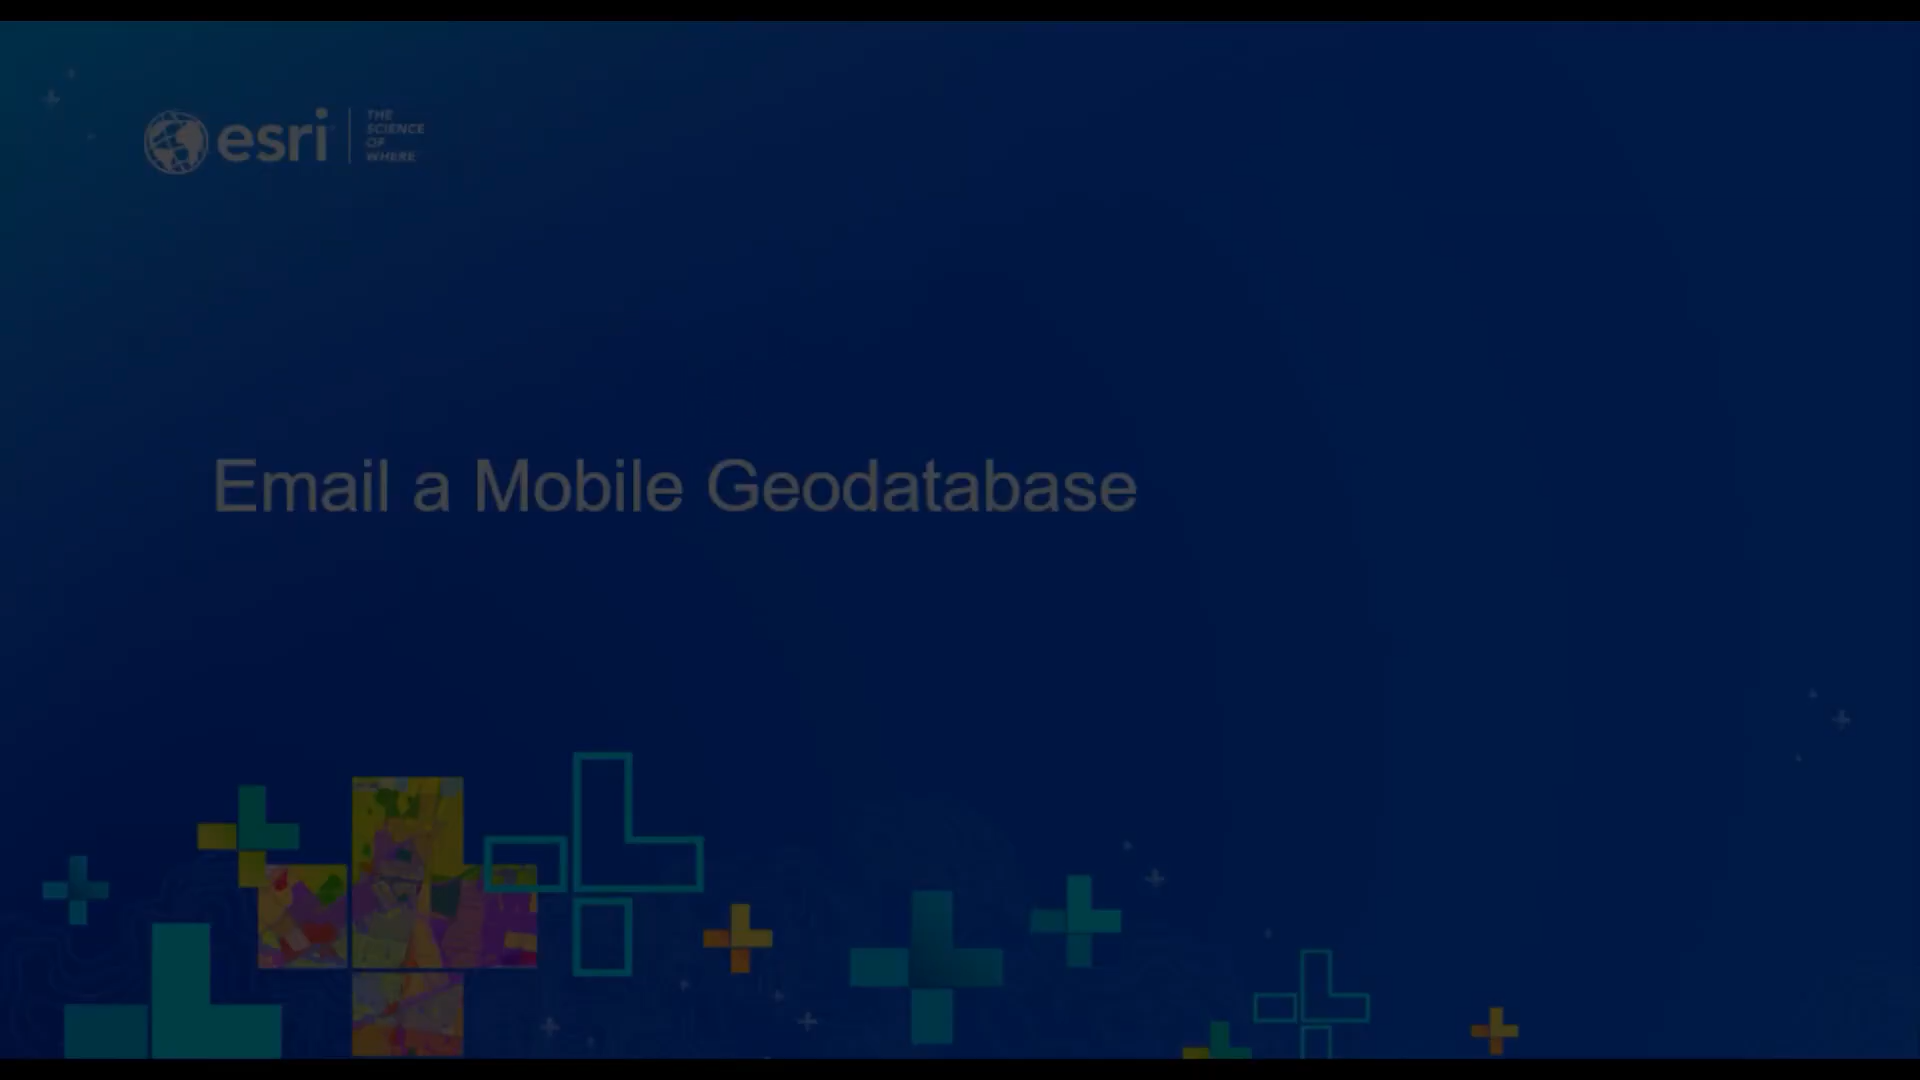 esri
THE
SCIENCE
OF
WHERE
Email a Mobile Geodatabase